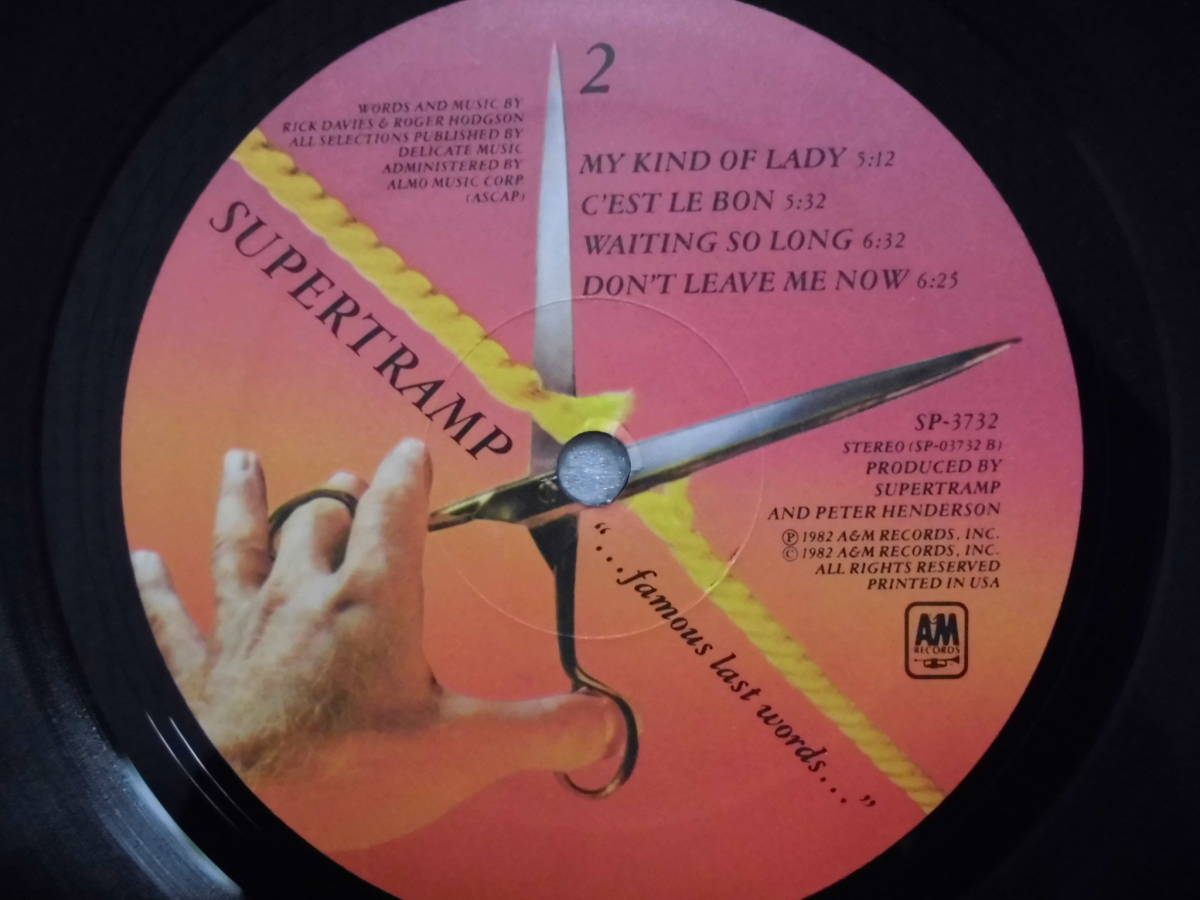 2
WORDS AND MUSIC BY
RICK DAVIES & ROGER HODGSON
ALL SELECTIONS PUBLISHED BY
DELICATE MUSIC
ADMINISTERED BY
ALMO MUSIC CORP.
(ASCAP)
MY KIND OF LADY 5:12
C'EST LE BON 5:32
WAITING SO LONG 6:32
DON'T LEAVE ME NOW 6:25
SUPERTRAMP
SP-3732
STEREO (SP-03732 B)
PRODUCED BY
SUPERTRAMP
AND PETER HENDERSON
℗ 1982 A&M RECORDS, INC.
© 1982 A&M RECORDS, INC.
ALL RIGHTS RESERVED
PRINTED IN USA
A&M
RECORDS
“...famous last words...”